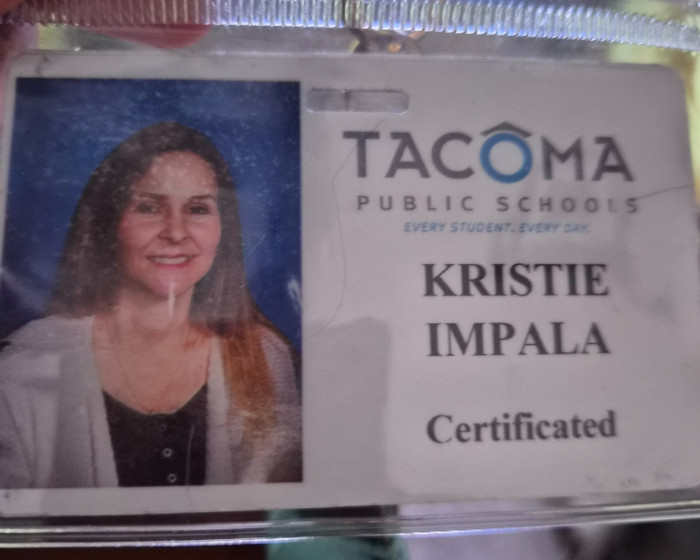 TACOMA
PUBLIC SCHOOLS
EVERY STUDENT. EVERY DAY.
KRISTIE
IMPALA
Certificated